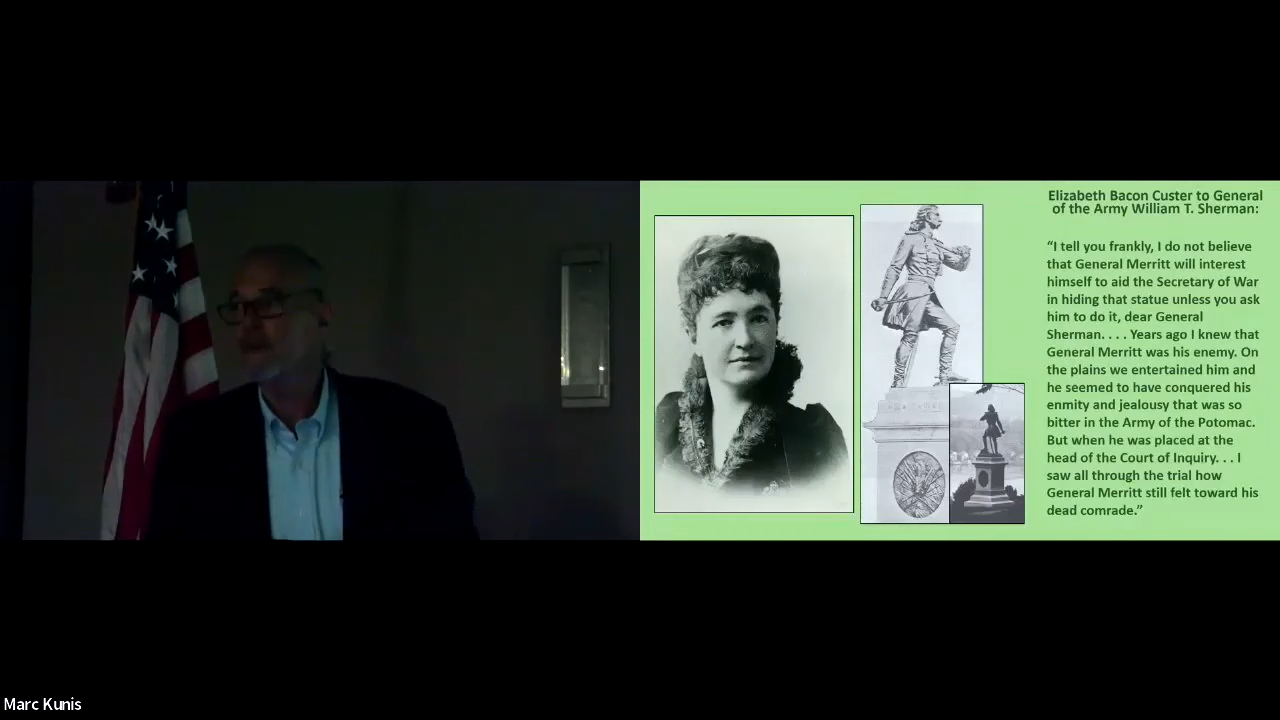 Elizabeth Bacon Custer to General
of the Army William T. Sherman:
“I tell you frankly, I do not believe
that General Merritt will interest
himself to aid the Secretary of War
in hiding that statue unless you ask
him to do it, dear General
Sherman. . . . Years ago I knew that
General Merritt was his enemy. On
the plains we entertained him and
he seemed to have conquered his
enmity and jealousy that was so
bitter in the Army of the Potomac.
But when he was placed at the
head of the Court of Inquiry. . . I
saw all through the trial how
General Merritt still felt toward his
dead comrade.”
Marc Kunis